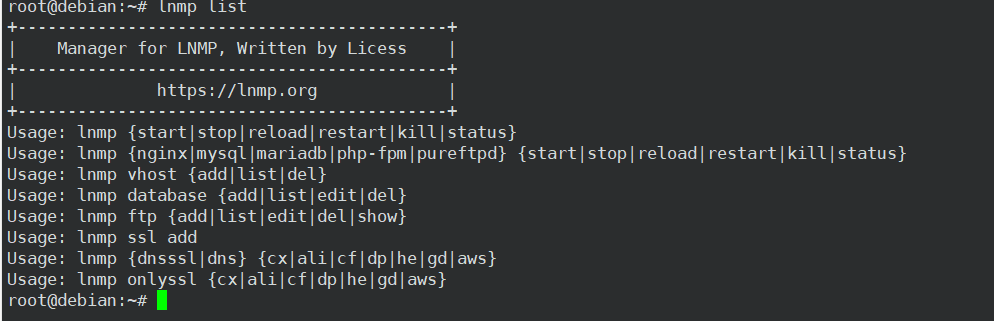 root@debian:~# lnmp list
+-------------------------------------------+
|    Manager for LNMP, Written by Licess    |
+-------------------------------------------+
|              https://lnmp.org             |
+-------------------------------------------+
Usage: lnmp {start|stop|reload|restart|kill|status}
Usage: lnmp {nginx|mysql|mariadb|php-fpm|pureftpd} {start|stop|reload|restart|kill|status}
Usage: lnmp vhost {add|list|del}
Usage: lnmp database {add|list|edit|del}
Usage: lnmp ftp {add|list|edit|del|show}
Usage: lnmp ssl add
Usage: lnmp {dnsssl|dns} {cx|ali|cf|dp|he|gd|aws}
Usage: lnmp onlyssl {cx|ali|cf|dp|he|gd|aws}
root@debian:~#